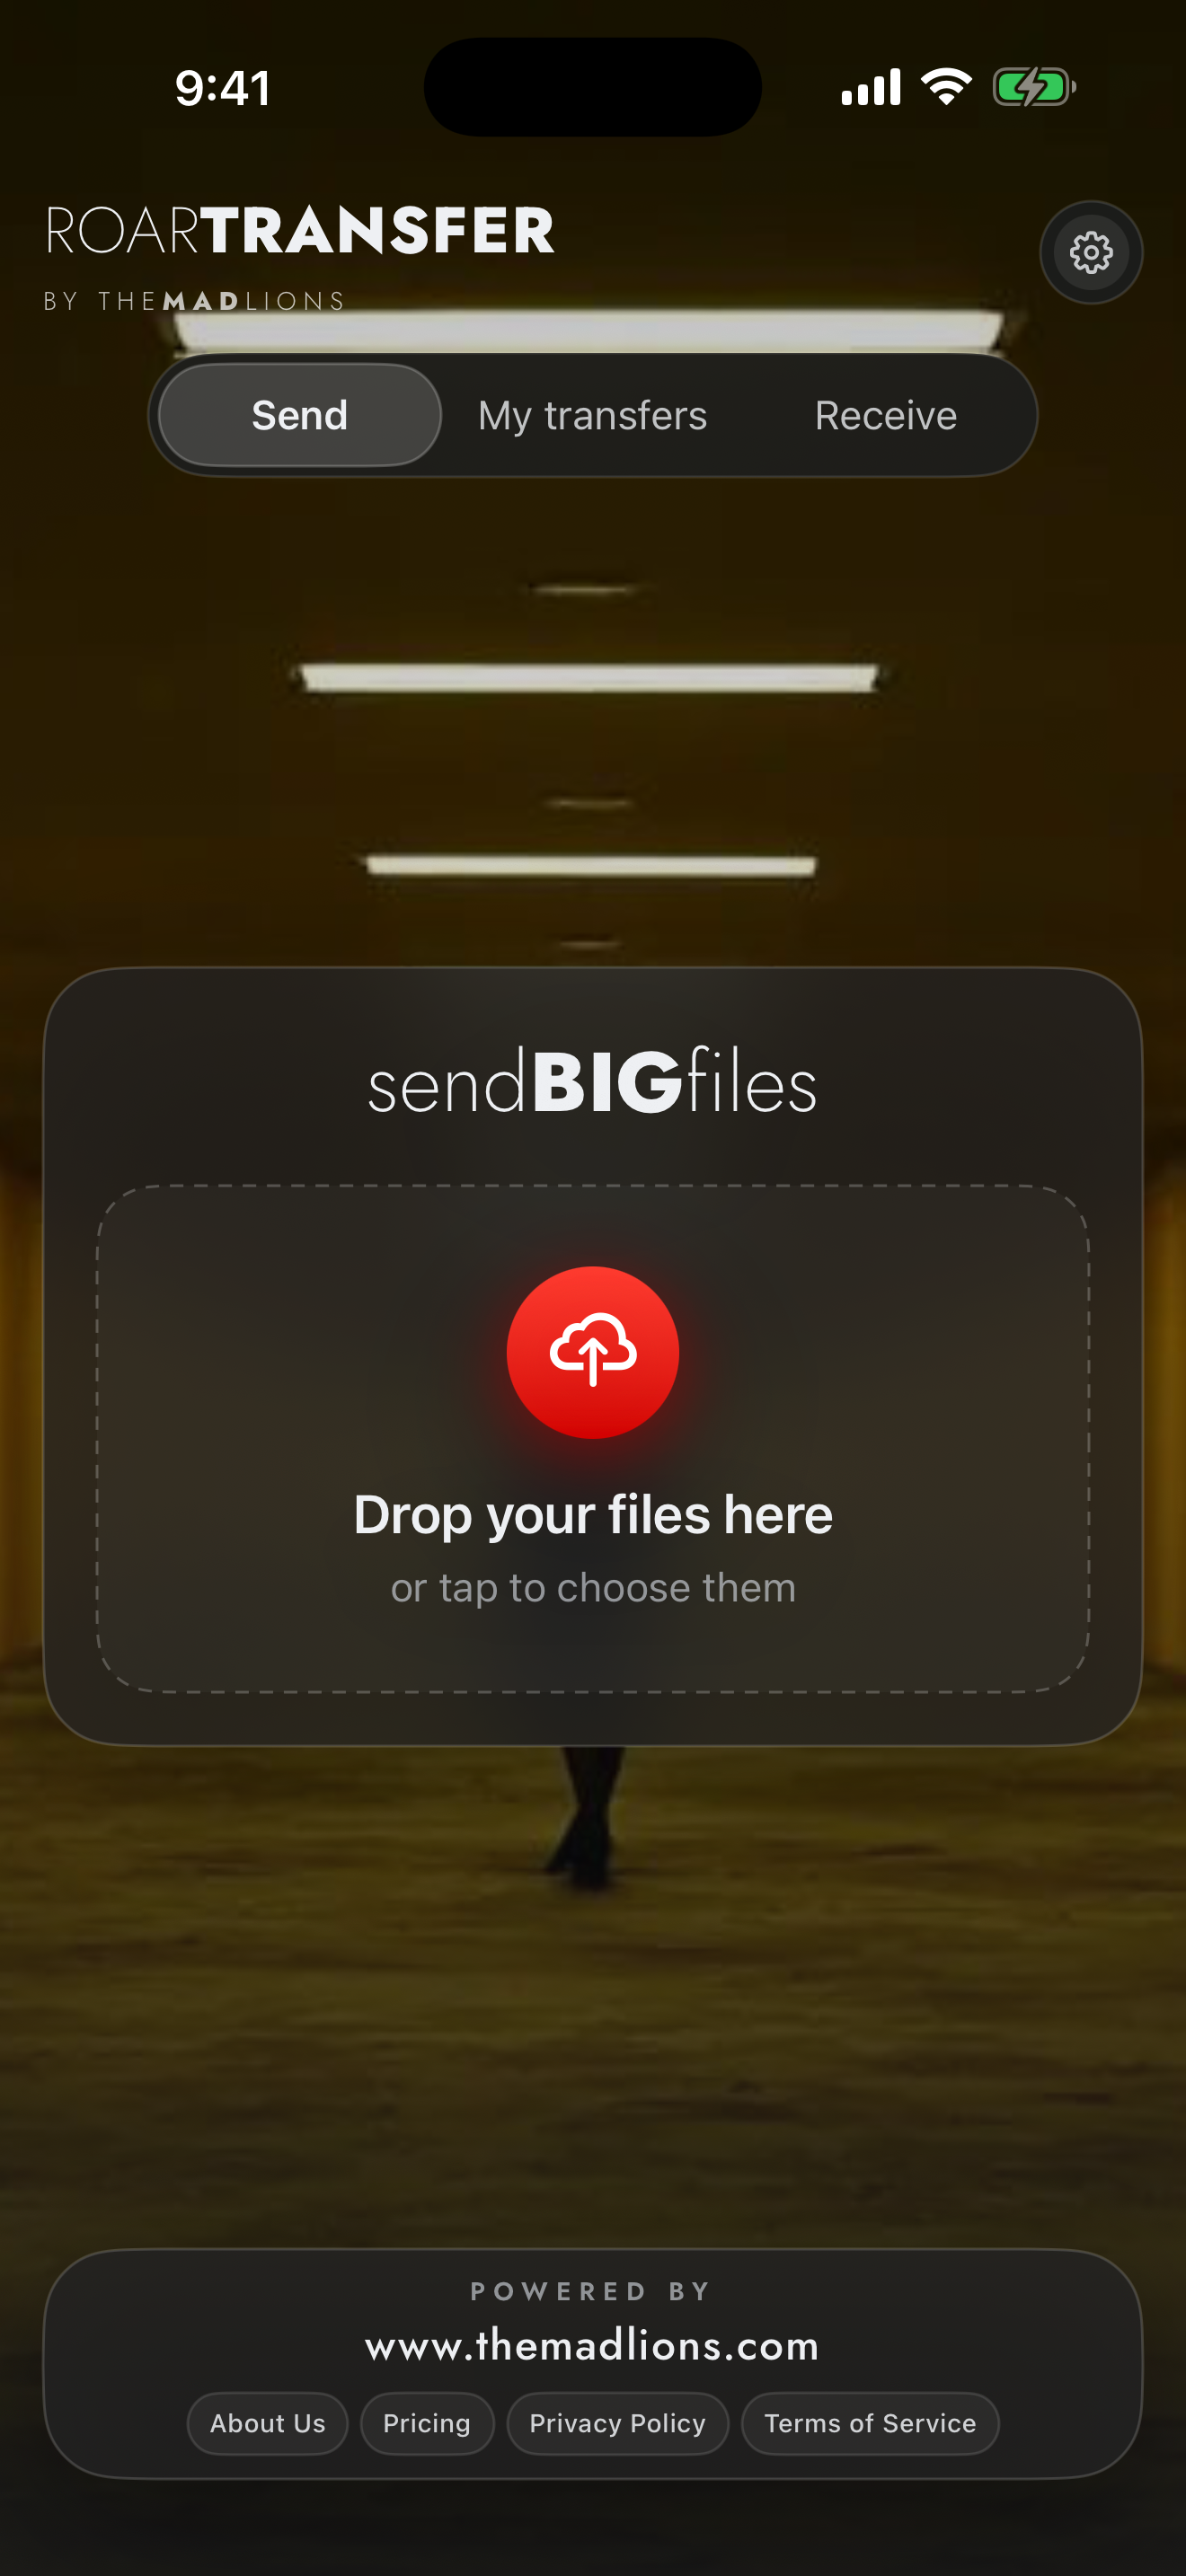 9:41
ROARTRANSFER
BY THEMADLIONS
Send My transfers Receive
sendBIGfiles
Drop your files here
or tap to choose them
POWERED BY
www.themadlions.com
About Us Pricing Privacy Policy Terms of Service